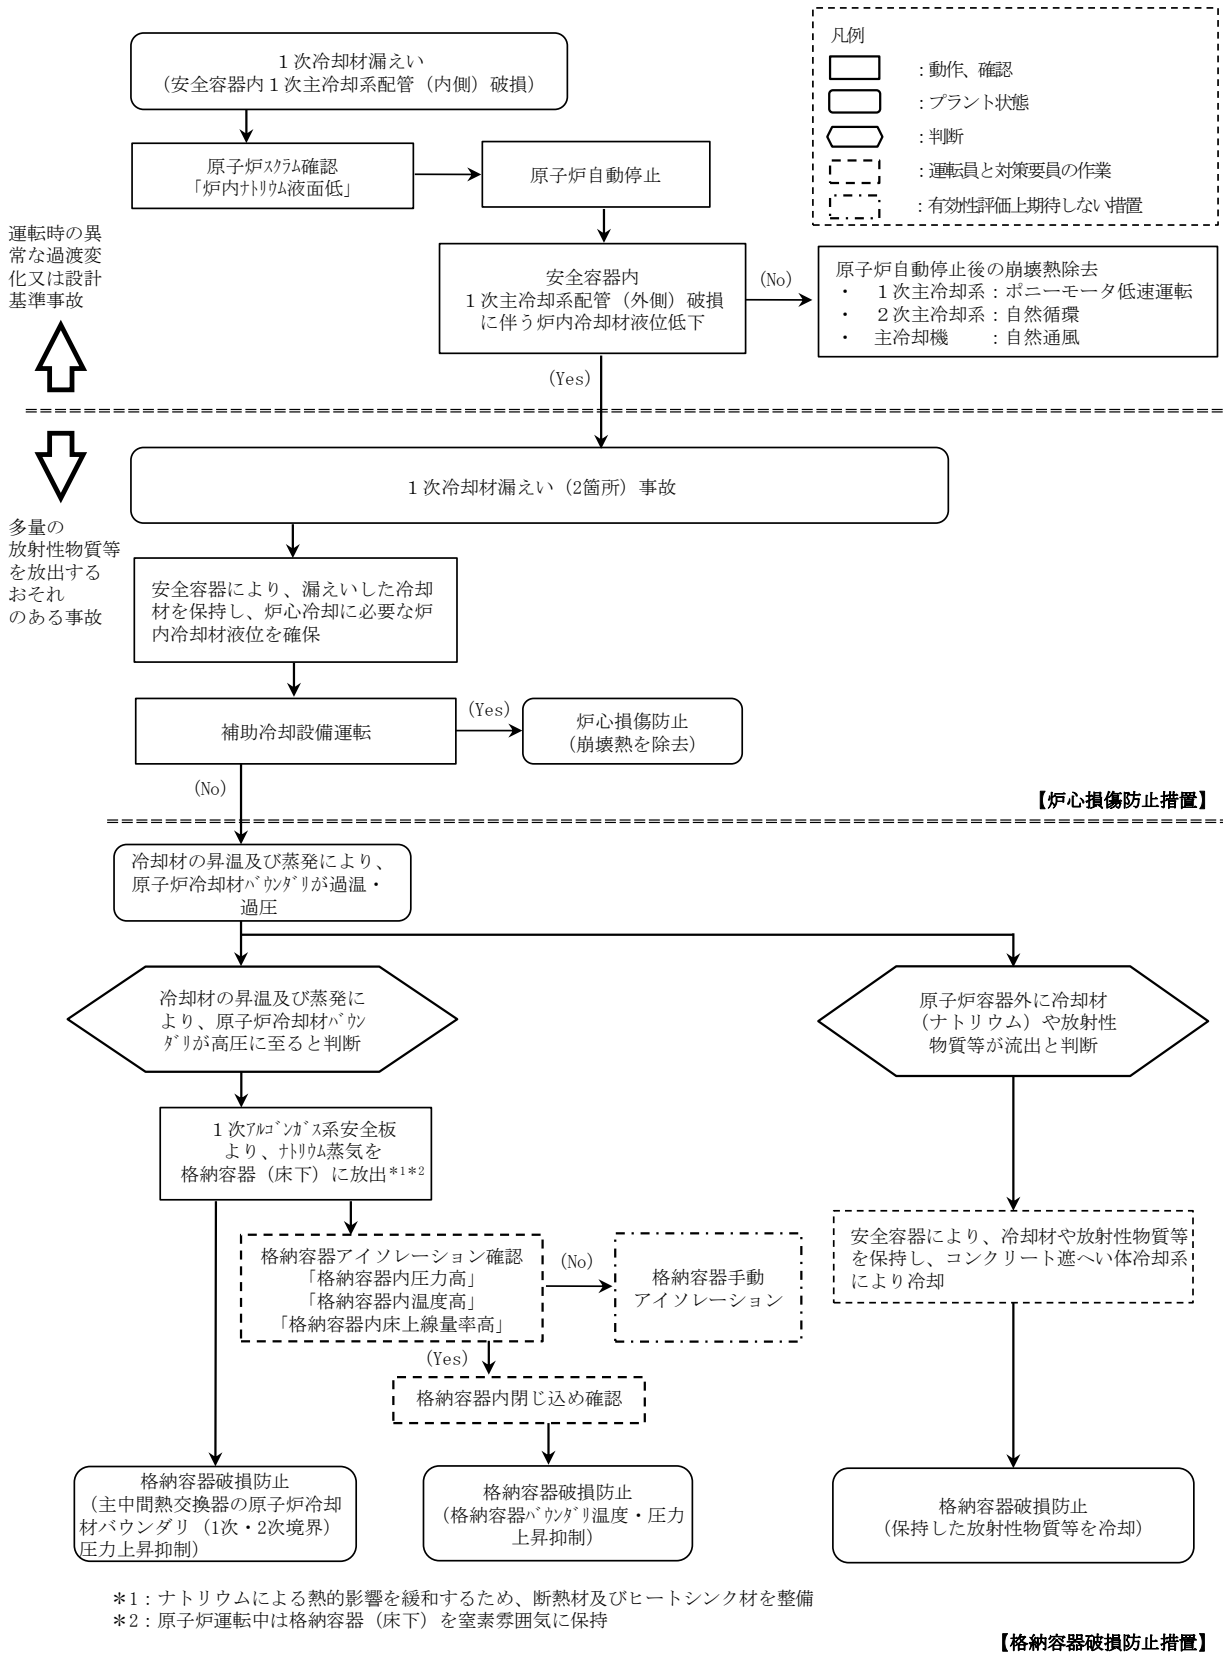 凡例
：動作、確認
：プラント状態
：判断
：運転員と対策要員の作業
：有効性評価上期待しない措置
１次冷却材漏えい
（安全容器内１次主冷却系配管（内側）破損）
原子炉ｽｸﾗﾑ確認
「炉内ﾅﾄﾘｳﾑ液面低」
原子炉自動停止
運転時の異
常な過渡変
化又は設計
基準事故
安全容器内
１次主冷却系配管（外側）破損
に伴う炉内冷却材液位低下
(No)
原子炉自動停止後の崩壊熱除去
・　１次主冷却系：ポニーモータ低速運転
・　２次主冷却系：自然循環
・　主冷却機　　：自然通風
(Yes)
多量の
放射性物質等
を放出する
おそれ
のある事故
１次冷却材漏えい（2箇所）事故
安全容器により、漏えいした冷却
材を保持し、炉心冷却に必要な炉
内冷却材液位を確保
補助冷却設備運転
(Yes)
炉心損傷防止
（崩壊熱を除去）
(No)
【炉心損傷防止措置】
冷却材の昇温及び蒸発により、
原子炉冷却材ﾊﾞｳﾝﾀﾞﾘが過温・
過圧
冷却材の昇温及び蒸発に
より、原子炉冷却材ﾊﾞｳﾝ
ﾀﾞﾘが高圧に至ると判断
原子炉容器外に冷却材
（ナトリウム）や放射性
物質等が流出と判断
１次ｱﾙｺﾞﾝｶﾞｽ系安全板
より、ﾅﾄﾘｳﾑ蒸気を
格納容器（床下）に放出*1*2
格納容器アイソレーション確認
「格納容器内圧力高」
「格納容器内温度高」
「格納容器内床上線量率高」
(No)
格納容器手動
アイソレーション
安全容器により、冷却材や放射性物質等
を保持し、コンクリート遮へい体冷却系
により冷却
(Yes)
格納容器内閉じ込め確認
格納容器破損防止
（主中間熱交換器の原子炉冷却
材バウンダリ（1次・2次境界）
圧力上昇抑制）
格納容器破損防止
（格納容器ﾊﾞｳﾝﾀﾞﾘ温度・圧力
上昇抑制）
格納容器破損防止
（保持した放射性物質等を冷却）
＊1：ナトリウムによる熱的影響を緩和するため、断熱材及びヒートシンク材を整備
＊2：原子炉運転中は格納容器（床下）を窒素雰囲気に保持
【格納容器破損防止措置】